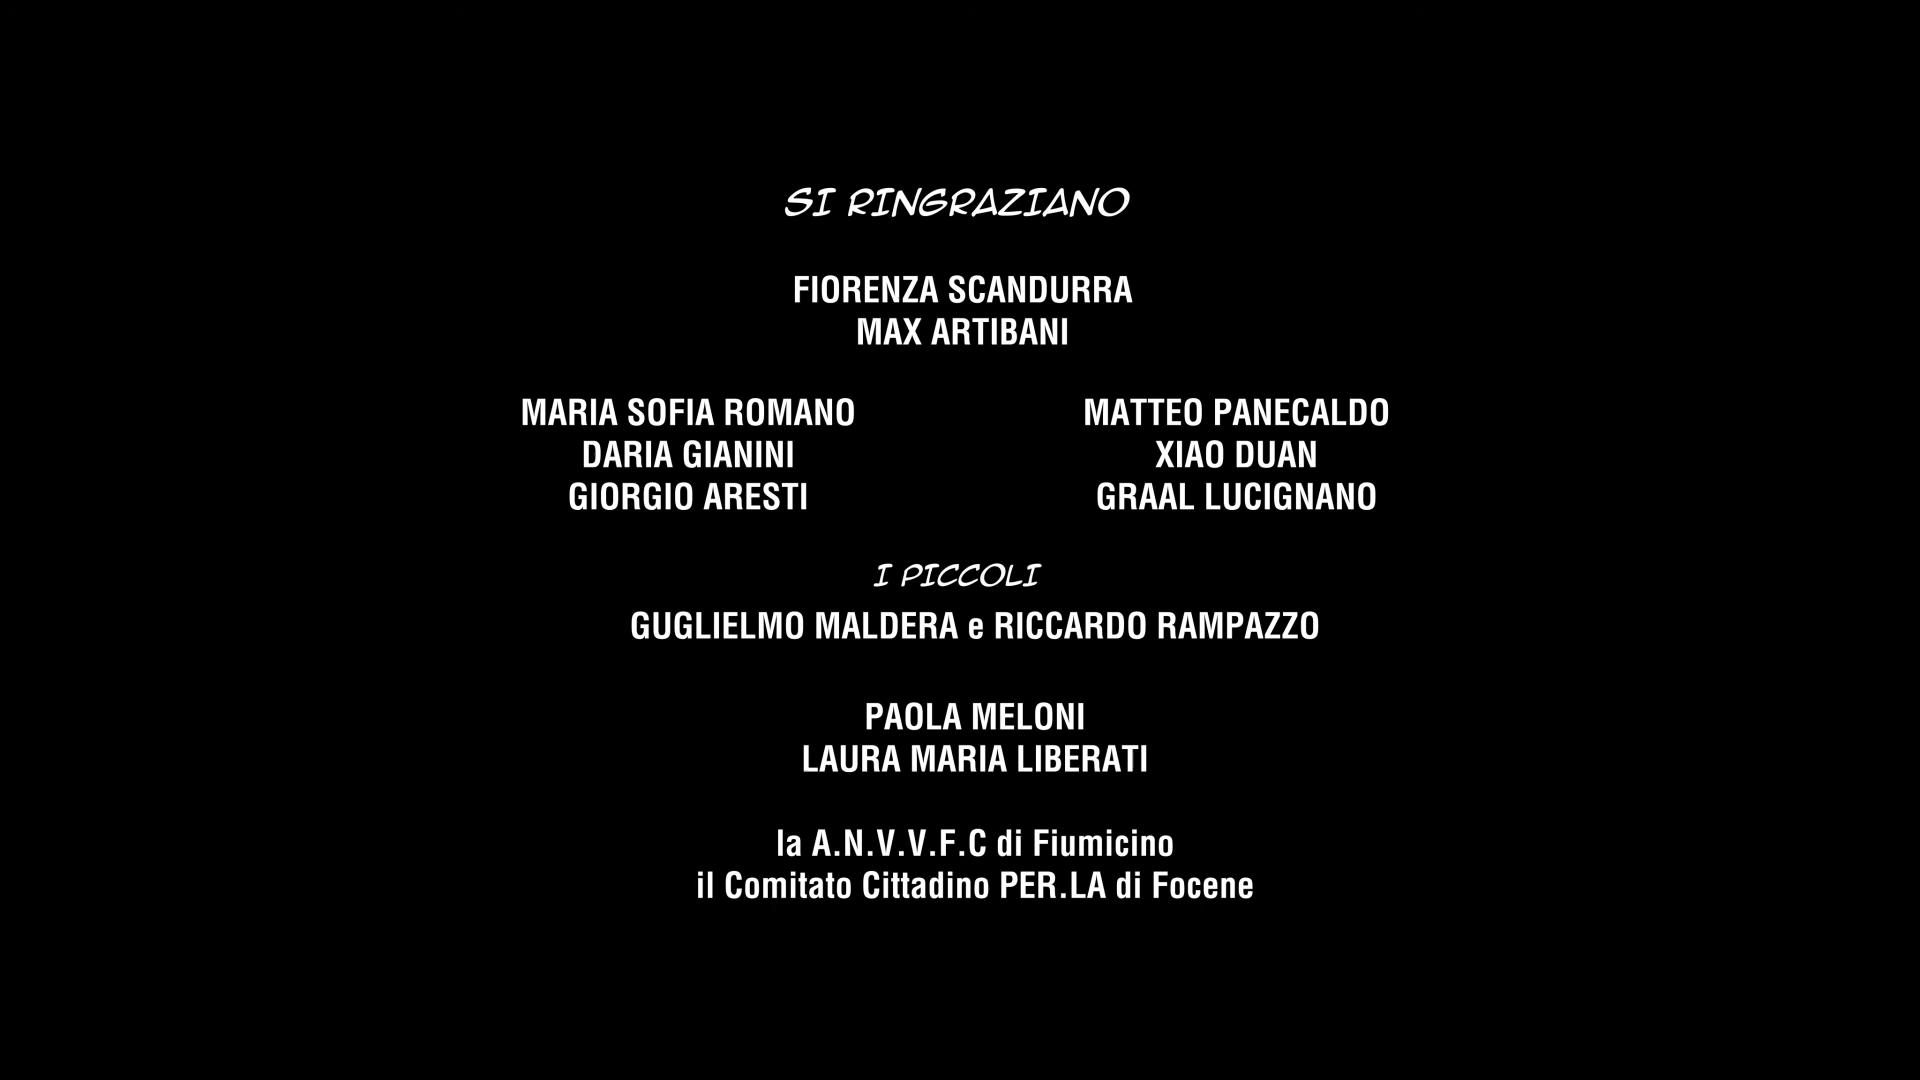 SI RINGRAZIANO
FIORENZA SCANDURRA
MAX ARTIBANI
MARIA SOFIA ROMANO
DARIA GIANINI
GIORGIO ARESTI
MATTEO PANECALDO
XIAO DUAN
GRAAL LUCIGNANO
I PICCOLI
GUGLIELMO MALDERA e RICCARDO RAMPAZZO
PAOLA MELONI
LAURA MARIA LIBERATI
la A.N.V.V.F.C di Fiumicino
il Comitato Cittadino PER.LA di Focene